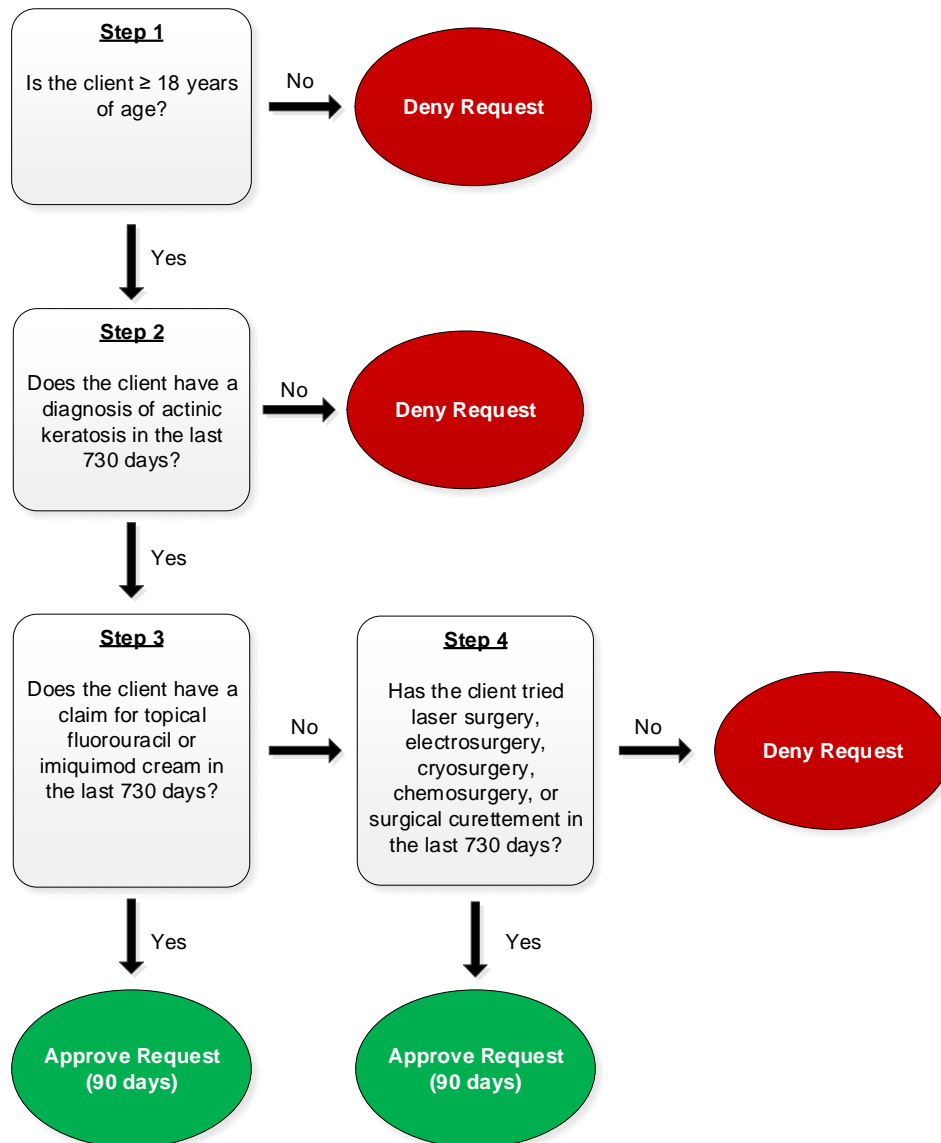 Step 1
Is the client ≥ 18 years
of age?
No
Deny Request
Yes
Step 2
Does the client have a
diagnosis of actinic
keratosis in the last
730 days?
No
Deny Request
Yes
Step 3
Does the client have a
claim for topical
fluorouracil or
imiquimod cream in
the last 730 days?
No
Step 4
Has the client tried
laser surgery,
electrosurgery,
cryosurgery,
chemosurgery, or
surgical curettement in
the last 730 days?
No
Deny Request
Yes
Yes
Approve Request
(90 days)
Approve Request
(90 days)